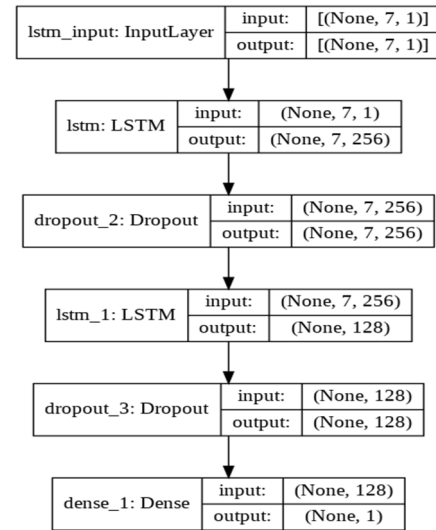 lstm_input: InputLayer
input: [(None, 7, 1)]
output: [(None, 7, 1)]
lstm: LSTM
input: (None, 7, 1)
output: (None, 7, 256)
dropout_2: Dropout
input: (None, 7, 256)
output: (None, 7, 256)
lstm_1: LSTM
input: (None, 7, 256)
output: (None, 128)
dropout_3: Dropout
input: (None, 128)
output: (None, 128)
dense_1: Dense
input: (None, 128)
output: (None, 1)